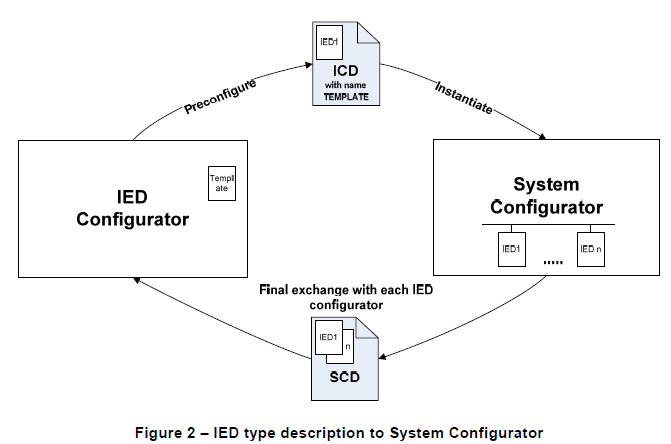 IED1
ICD
with name
TEMPLATE
Preconfigure
Instantiate
Templ
ate
IED
Configurator
System
Configurator
IED1
.....
IED n
Final exchange with each IED
configurator
IED1
n
SCD
Figure 2 – IED type description to System Configurator